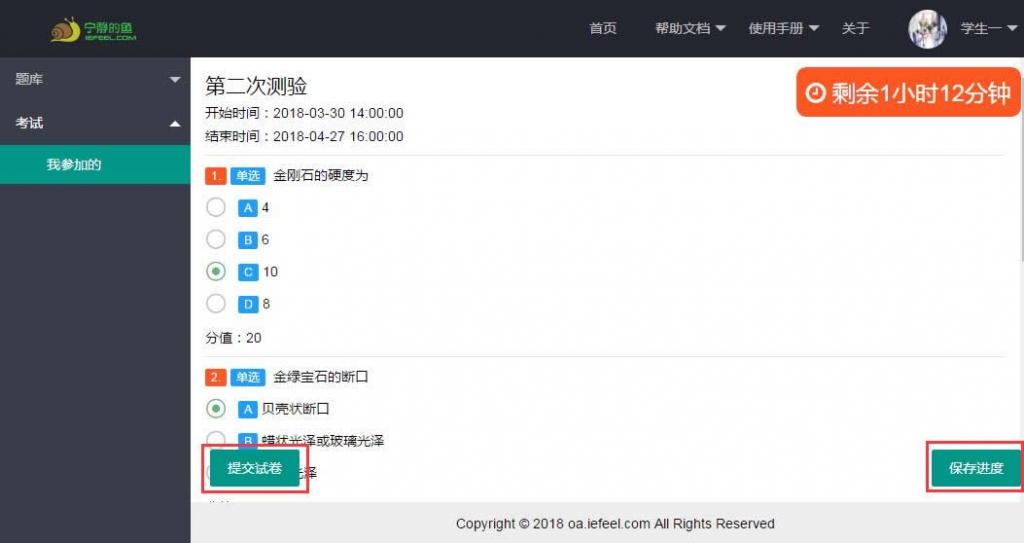 宁静的鱼
IEFEEL.COM
首页 帮助文档 使用手册 关于 学生一
题库
考试
我参加的
第二次测验
开始时间：2018-03-30 14:00:00
结束时间：2018-04-27 16:00:00
剩余1小时12分钟
1. 单选 金刚石的硬度为
A 4
B 6
C 10
D 8
分值：20
2. 单选 金绿宝石的断口
A 贝壳状断口
B 蜡状光泽或玻璃光泽
光泽
提交试卷
保存进度
Copyright © 2018 oa.iefeel.com All Rights Reserved